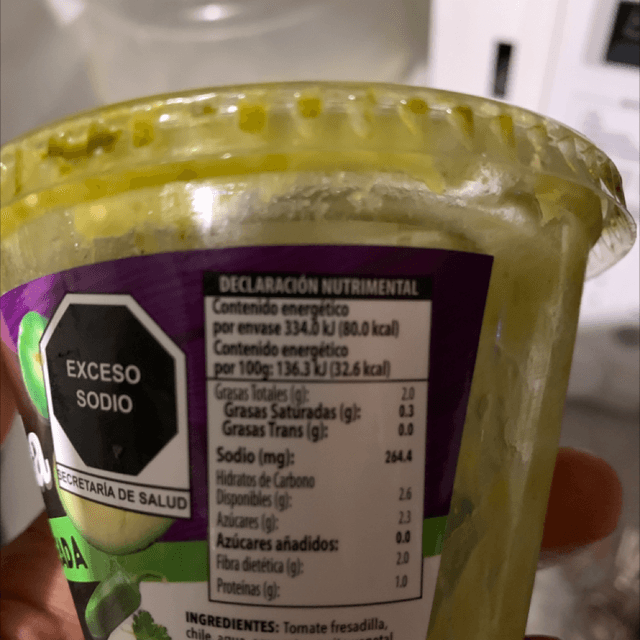 EXCESO
SODIO
SECRETARÍA DE SALUD
ADA
DECLARACIÓN NUTRIMENTAL
Contenido energético
por envase 334.0 kJ (80.0 kcal)
Contenido energético
por 100g: 136.3 kJ (32.6 kcal)
Grasas Totales (g): 2.0
Grasas Saturadas (g): 0.3
Grasas Trans (g): 0.0
Sodio (mg): 264.4
Hidratos de Carbono
Disponibles (g): 2.6
Azúcares (g): 2.3
Azúcares añadidos: 0.0
Fibra dietética (g): 2.0
Proteínas (g): 1.0
INGREDIENTES: Tomate fresadilla,
chile, agua,